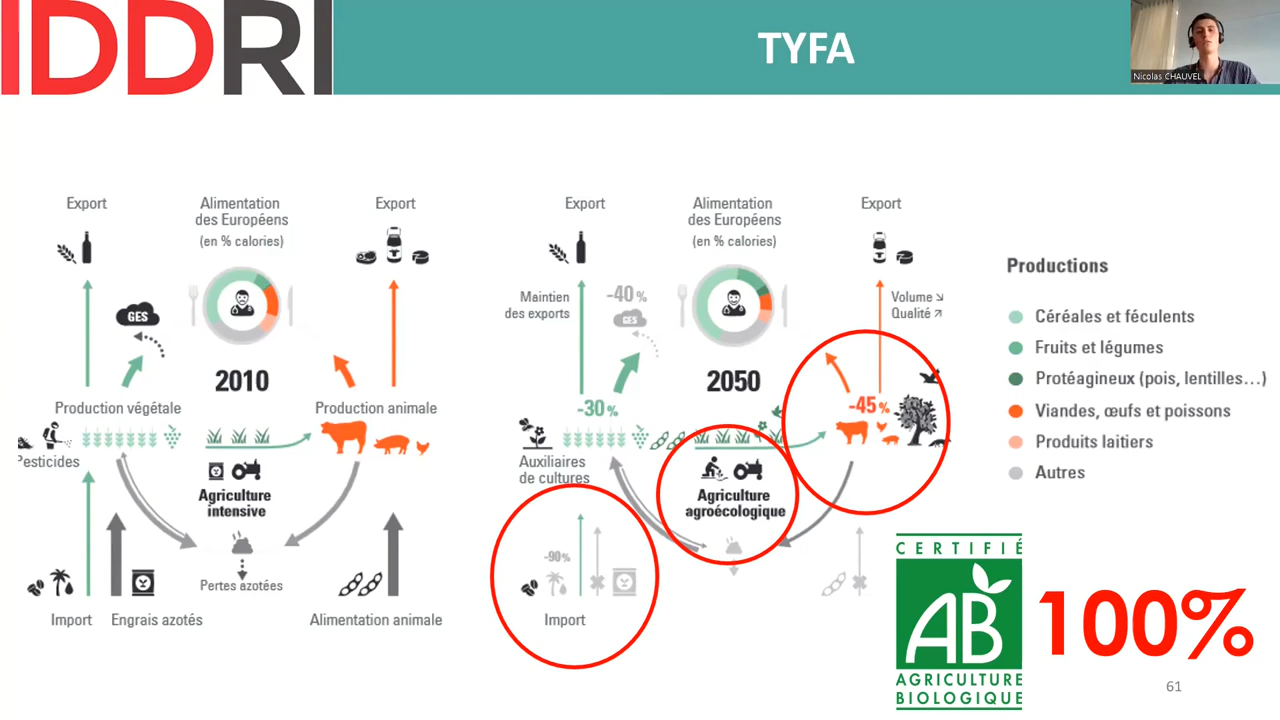 IDDRI
TYFA
Nicolas CHAUVEL
Export
Alimentation
des Européens
(en % calories)
Export
GES
2010
Production végétale
Production animale
Pesticides
Agriculture
intensive
Pertes azotées
Import
Engrais azotés
Alimentation animale
Export
Alimentation
des Européens
(en % calories)
Export
Maintien
des exports
-40 %
GES
Volume ↘
Qualité ↗
2050
-30 %
-45 %
Auxiliaires
de cultures
Agriculture
agroécologique
-90 %
Import
Productions
Céréales et féculents
Fruits et légumes
Protéagineux (pois, lentilles…)
Viandes, œufs et poissons
Produits laitiers
Autres
CERTIFIÉ
AB
AGRICULTURE
BIOLOGIQUE
100%
61